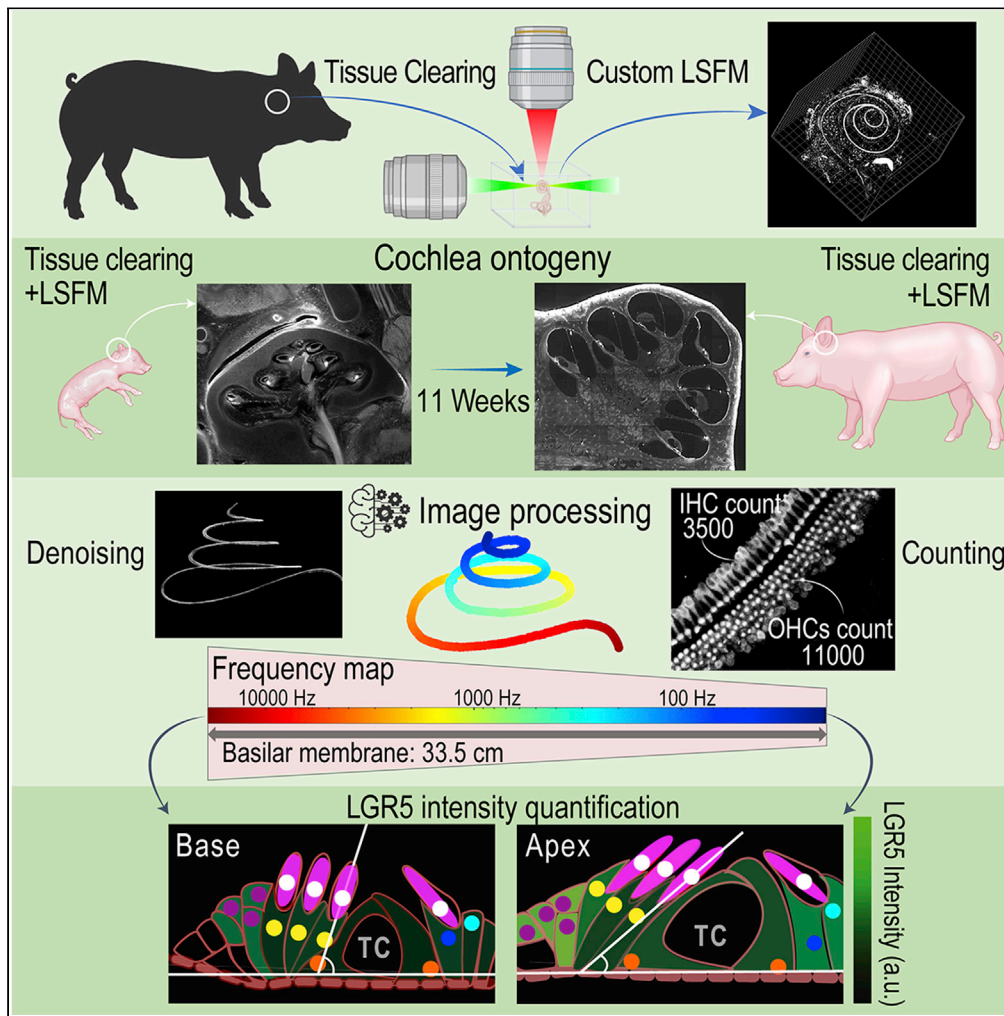 Tissue Clearing
Custom LSFM
Tissue clearing
+LSFM
Cochlea ontogeny
Tissue clearing
+LSFM
11 Weeks
Denoising
Image processing
IHC count
3500
Counting
OHCs count
11000
Frequency map
10000 Hz
1000 Hz
100 Hz
Basilar membrane: 33.5 cm
LGR5 intensity quantification
Base
TC
Apex
TC
LGR5 Intensity (a.u.)